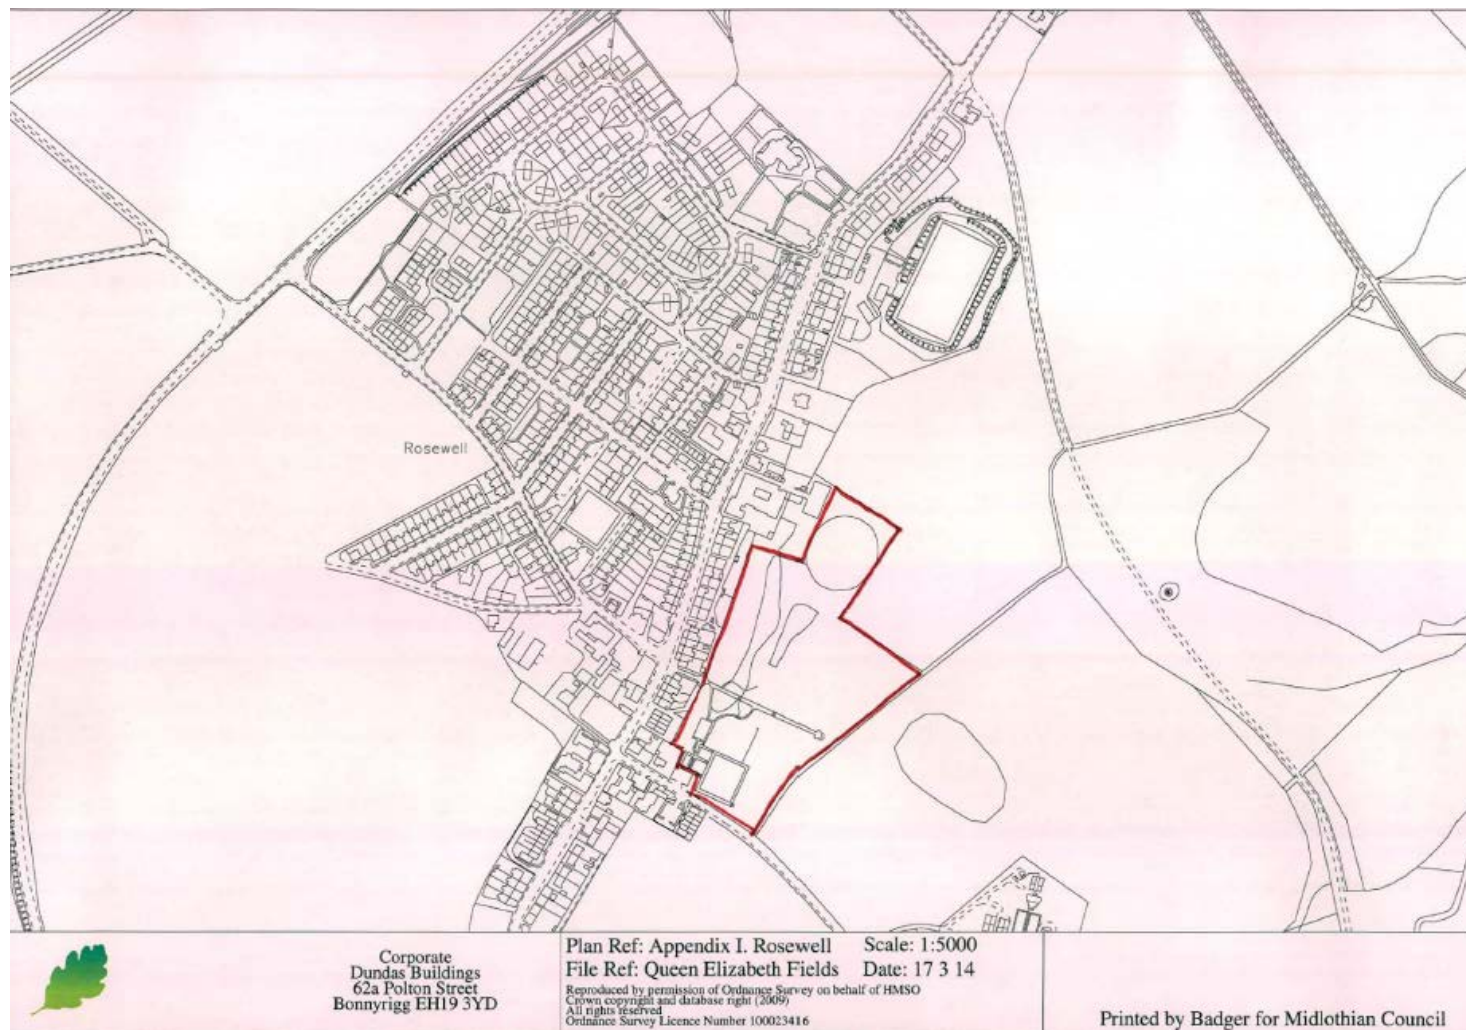 Rosewell
Corporate
Dundas Buildings
62a Polton Street
Bonnyrigg EH19 3YD
Plan Ref: Appendix I. Rosewell Scale: 1:5000
File Ref: Queen Elizabeth Fields Date: 17 3 14
Reproduced by permission of Ordnance Survey on behalf of HMSO
Crown copyright and database right (2009)
All rights reserved
Ordnance Survey Licence Number 100023416
Printed by Badger for Midlothian Council